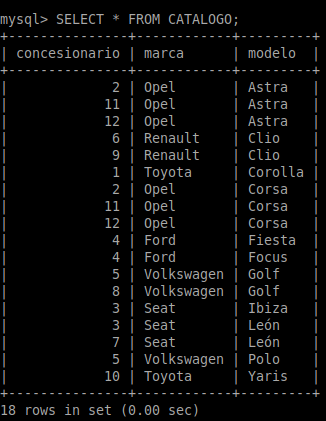 mysql> SELECT * FROM CATALOGO;
+---------------+------------+---------+
| concesionario | marca      | modelo  |
+---------------+------------+---------+
|             2 | Opel       | Astra   |
|            11 | Opel       | Astra   |
|            12 | Opel       | Astra   |
|             6 | Renault    | Clio    |
|             9 | Renault    | Clio    |
|             1 | Toyota     | Corolla |
|             2 | Opel       | Corsa   |
|            11 | Opel       | Corsa   |
|            12 | Opel       | Corsa   |
|             4 | Ford       | Fiesta  |
|             4 | Ford       | Focus   |
|             5 | Volkswagen | Golf    |
|             8 | Volkswagen | Golf    |
|             3 | Seat       | Ibiza   |
|             3 | Seat       | León    |
|             7 | Seat       | León    |
|             5 | Volkswagen | Polo    |
|            10 | Toyota     | Yaris   |
+---------------+------------+---------+
18 rows in set (0.00 sec)